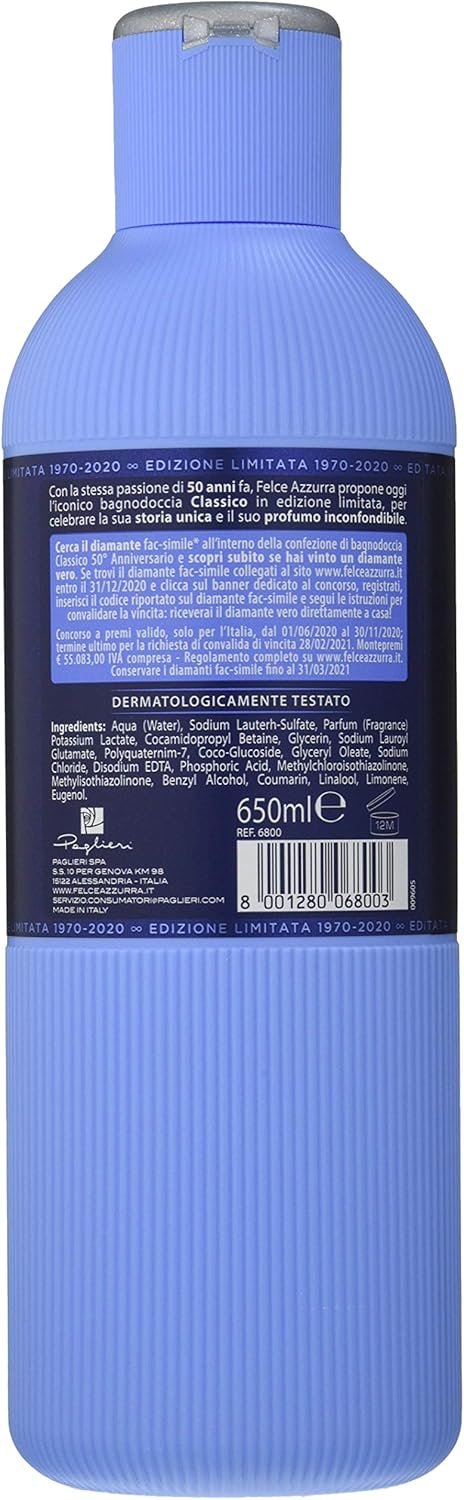 LIMITATA 1970-2020 ∞ EDIZIONE LIMITATA 1970-2020 ∞ EDIZIONE LIMITATA
Con la stessa passione di 50 anni fa, Felce Azzurra propone oggi
l'iconico bagnodoccia Classico in edizione limitata, per
celebrare la sua storia unica e il suo profumo inconfondibile.
Cerca il diamante fac-simile* all'interno della confezione di bagnodoccia
Classico 50° Anniversario e scopri subito se hai vinto un diamante
vero. Se trovi il diamante fac-simile collegati al sito www.felceazzurra.it
entro il 31/12/2020 e clicca sul banner dedicato al concorso, registrati,
inserisci il codice riportato sul diamante fac-simile e segui le istruzioni per
convalidare la vincita: riceverai il diamante vero direttamente a casa!
Concorso a premi valido, solo per l'Italia, dal 01/06/2020 al 30/11/2020;
termine ultimo per la richiesta di convalida di vincita 28/02/2021. Montepremi
€ 55.083,00 IVA compresa - Regolamento completo su www.felceazzurra.it.
Conservare i diamanti fac-simile fino al 31/03/2021
DERMATOLOGICAMENTE TESTATO
Ingredients: Aqua (Water), Sodium Lauterh-Sulfate, Parfum (Fragrance)
Potassium Lactate, Cocamidopropyl Betaine, Glycerin, Sodium Lauroyl
Glutamate, Polyquaternium-7, Coco-Glucoside, Glyceryl Oleate, Sodium
Chloride, Disodium EDTA, Phosphoric Acid, Methylchloroisothiazolinone,
Methylisothiazolinone, Benzyl Alcohol, Coumarin, Linalool, Limonene,
Eugenol.
650ml℮
REF. 6800
12M
Paglieri
PAGLIERI SPA
S.S. 10 PER GENOVA KM 98
15122 ALESSANDRIA - ITALIA
WWW.FELCEAZZURRA.IT
SERVIZIO.CONSUMATORI@PAGLIERI.COM
MADE IN ITALY
8 001280 068003
509600
LIMITATA 1970-2020 ∞ EDIZIONE LIMITATA 1970-2020 ∞ EDIZIONE